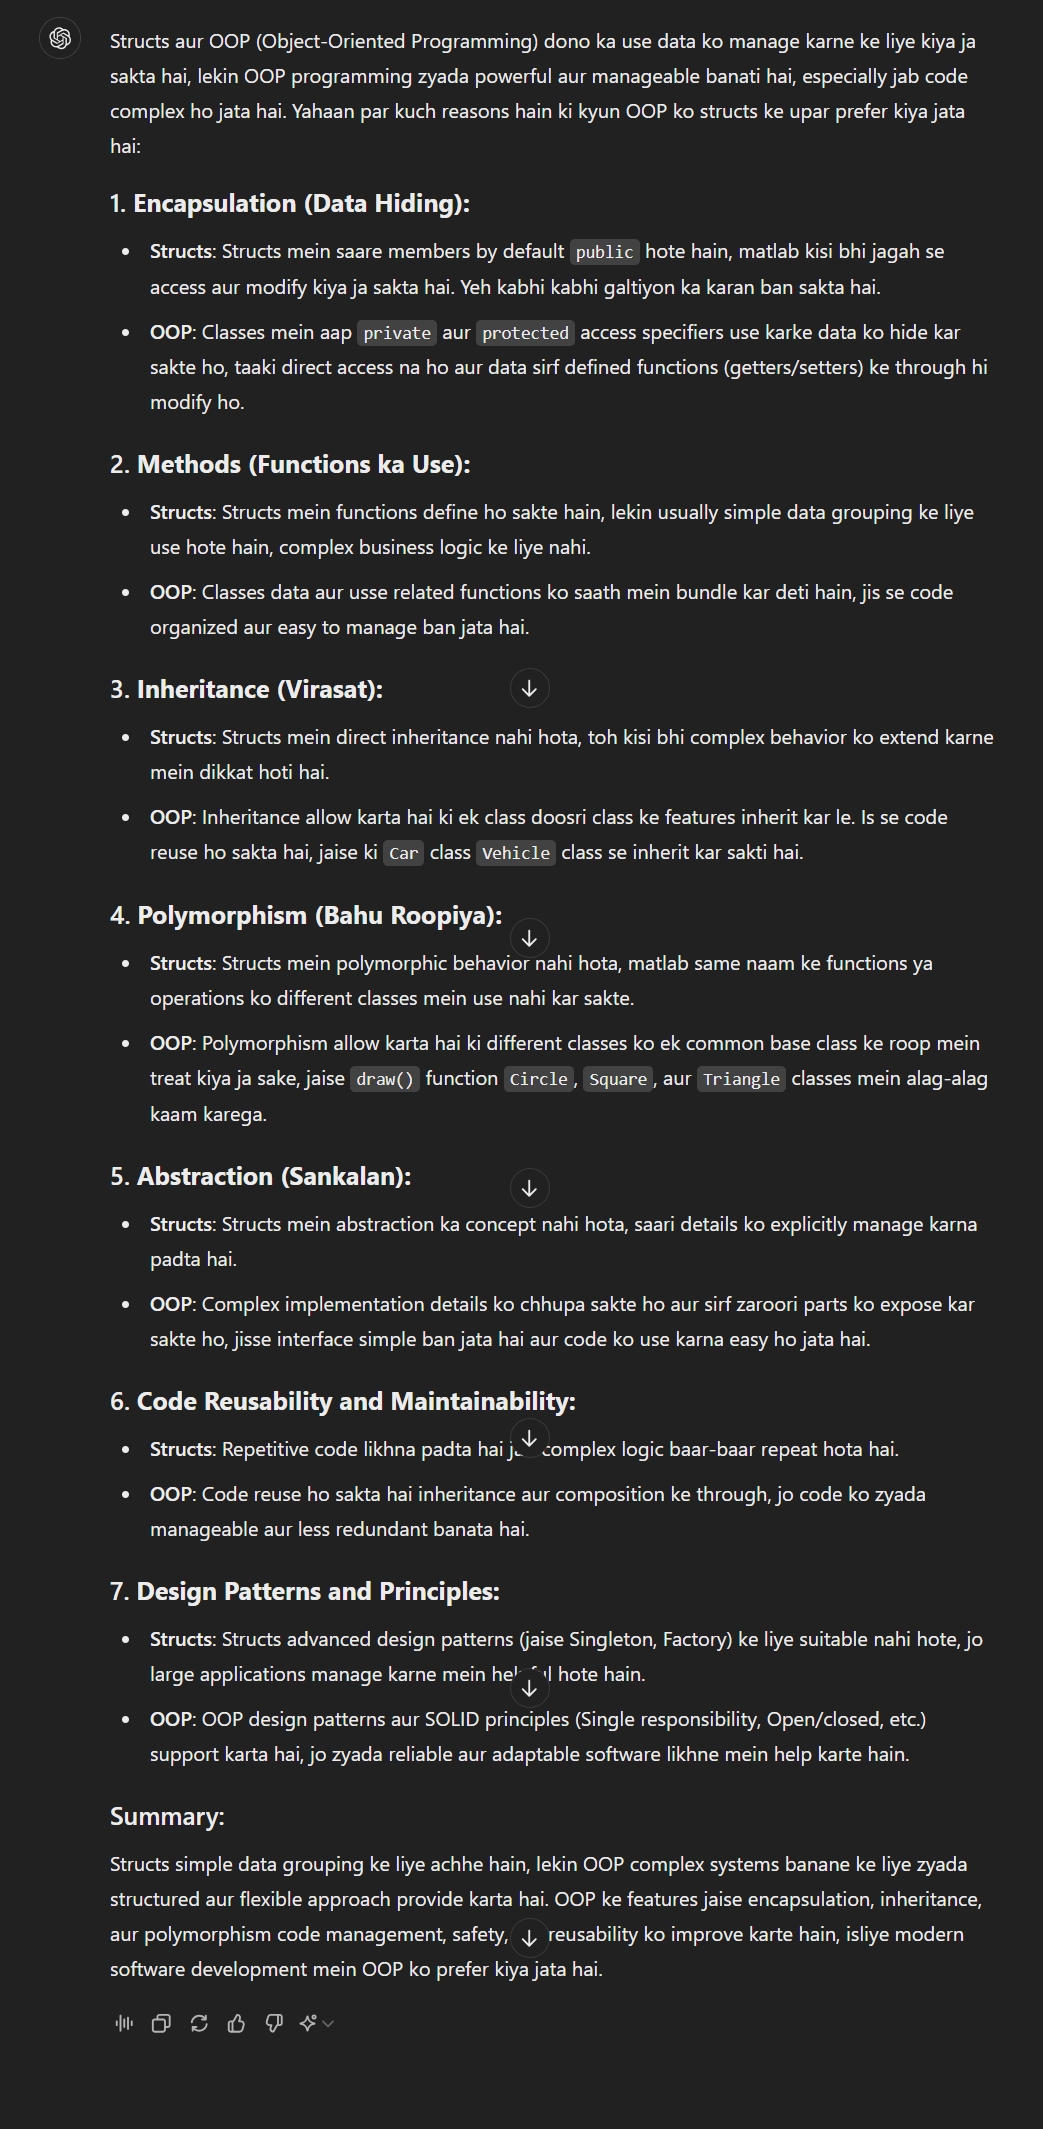 Structs aur OOP (Object-Oriented Programming) dono ka use data ko manage karne ke liye kiya ja
sakta hai, lekin OOP programming zyada powerful aur manageable banati hai, especially jab code
complex ho jata hai. Yahaan par kuch reasons hain ki kyun OOP ko structs ke upar prefer kiya jata
hai:
1. Encapsulation (Data Hiding):
• Structs: Structs mein saare members by default public hote hain, matlab kisi bhi jagah se
access aur modify kiya ja sakta hai. Yeh kabhi kabhi galtiyon ka karan ban sakta hai.
• OOP: Classes mein aap private aur protected access specifiers use karke data ko hide kar
sakte ho, taaki direct access na ho aur data sirf defined functions (getters/setters) ke through hi
modify ho.
2. Methods (Functions ka Use):
• Structs: Structs mein functions define ho sakte hain, lekin usually simple data grouping ke liye
use hote hain, complex business logic ke liye nahi.
• OOP: Classes data aur usse related functions ko saath mein bundle kar deti hain, jis se code
organized aur easy to manage ban jata hai.
3. Inheritance (Virasat):
• Structs: Structs mein direct inheritance nahi hota, toh kisi bhi complex behavior ko extend karne
mein dikkat hoti hai.
• OOP: Inheritance allow karta hai ki ek class doosri class ke features inherit kar le. Is se code
reuse ho sakta hai, jaise ki Car class Vehicle class se inherit kar sakti hai.
4. Polymorphism (Bahu Roopiya):
• Structs: Structs mein polymorphic behavior nahi hota, matlab same naam ke functions ya
operations ko different classes mein use nahi kar sakte.
• OOP: Polymorphism allow karta hai ki different classes ko ek common base class ke roop mein
treat kiya ja sake, jaise draw() function Circle, Square, aur Triangle classes mein alag-alag
kaam karega.
5. Abstraction (Sankalan):
• Structs: Structs mein abstraction ka concept nahi hota, saari details ko explicitly manage karna
padta hai.
• OOP: Complex implementation details ko chhupa sakte ho aur sirf zaroori parts ko expose kar
sakte ho, jisse interface simple ban jata hai aur code ko use karna easy ho jata hai.
6. Code Reusability and Maintainability:
• Structs: Repetitive code likhna padta hai complex logic baar-baar repeat hota hai.
• OOP: Code reuse ho sakta hai inheritance aur composition ke through, jo code ko zyada
manageable aur less redundant banata hai.
7. Design Patterns and Principles:
• Structs: Structs advanced design patterns (jaise Singleton, Factory) ke liye suitable nahi hote, jo
large applications manage karne mein helpful hote hain.
• OOP: OOP design patterns aur SOLID principles (Single responsibility, Open/closed, etc.)
support karta hai, jo zyada reliable aur adaptable software likhne mein help karte hain.
Summary:
Structs simple data grouping ke liye achhe hain, lekin OOP complex systems banane ke liye zyada
structured aur flexible approach provide karta hai. OOP ke features jaise encapsulation, inheritance,
aur polymorphism code management, safety, reusability ko improve karte hain, isliye modern
software development mein OOP ko prefer kiya jata hai.